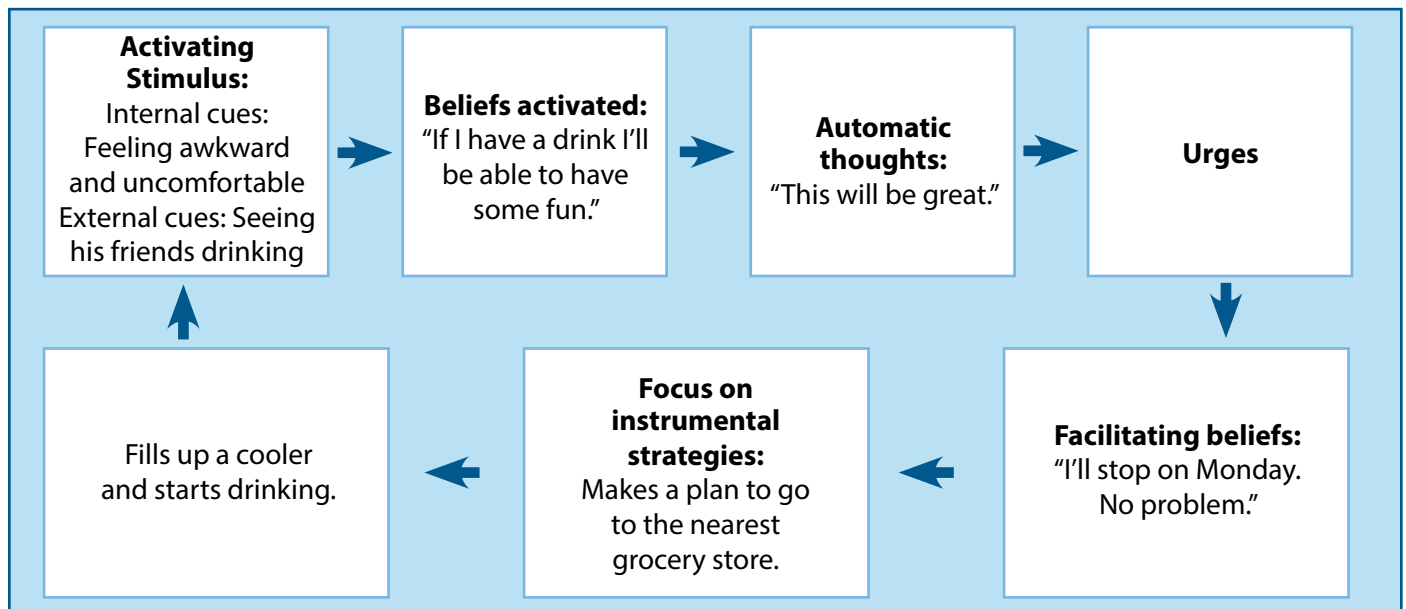 Activating
Stimulus:
Internal cues:
Feeling awkward
and uncomfortable
External cues: Seeing
his friends drinking
Beliefs activated:
“If I have a drink I’ll
be able to have
some fun.”
Automatic
thoughts:
“This will be great.”
Urges
Facilitating beliefs:
“I’ll stop on Monday.
No problem.”
Focus on
instrumental
strategies:
Makes a plan to go
to the nearest
grocery store.
Fills up a cooler
and starts drinking.